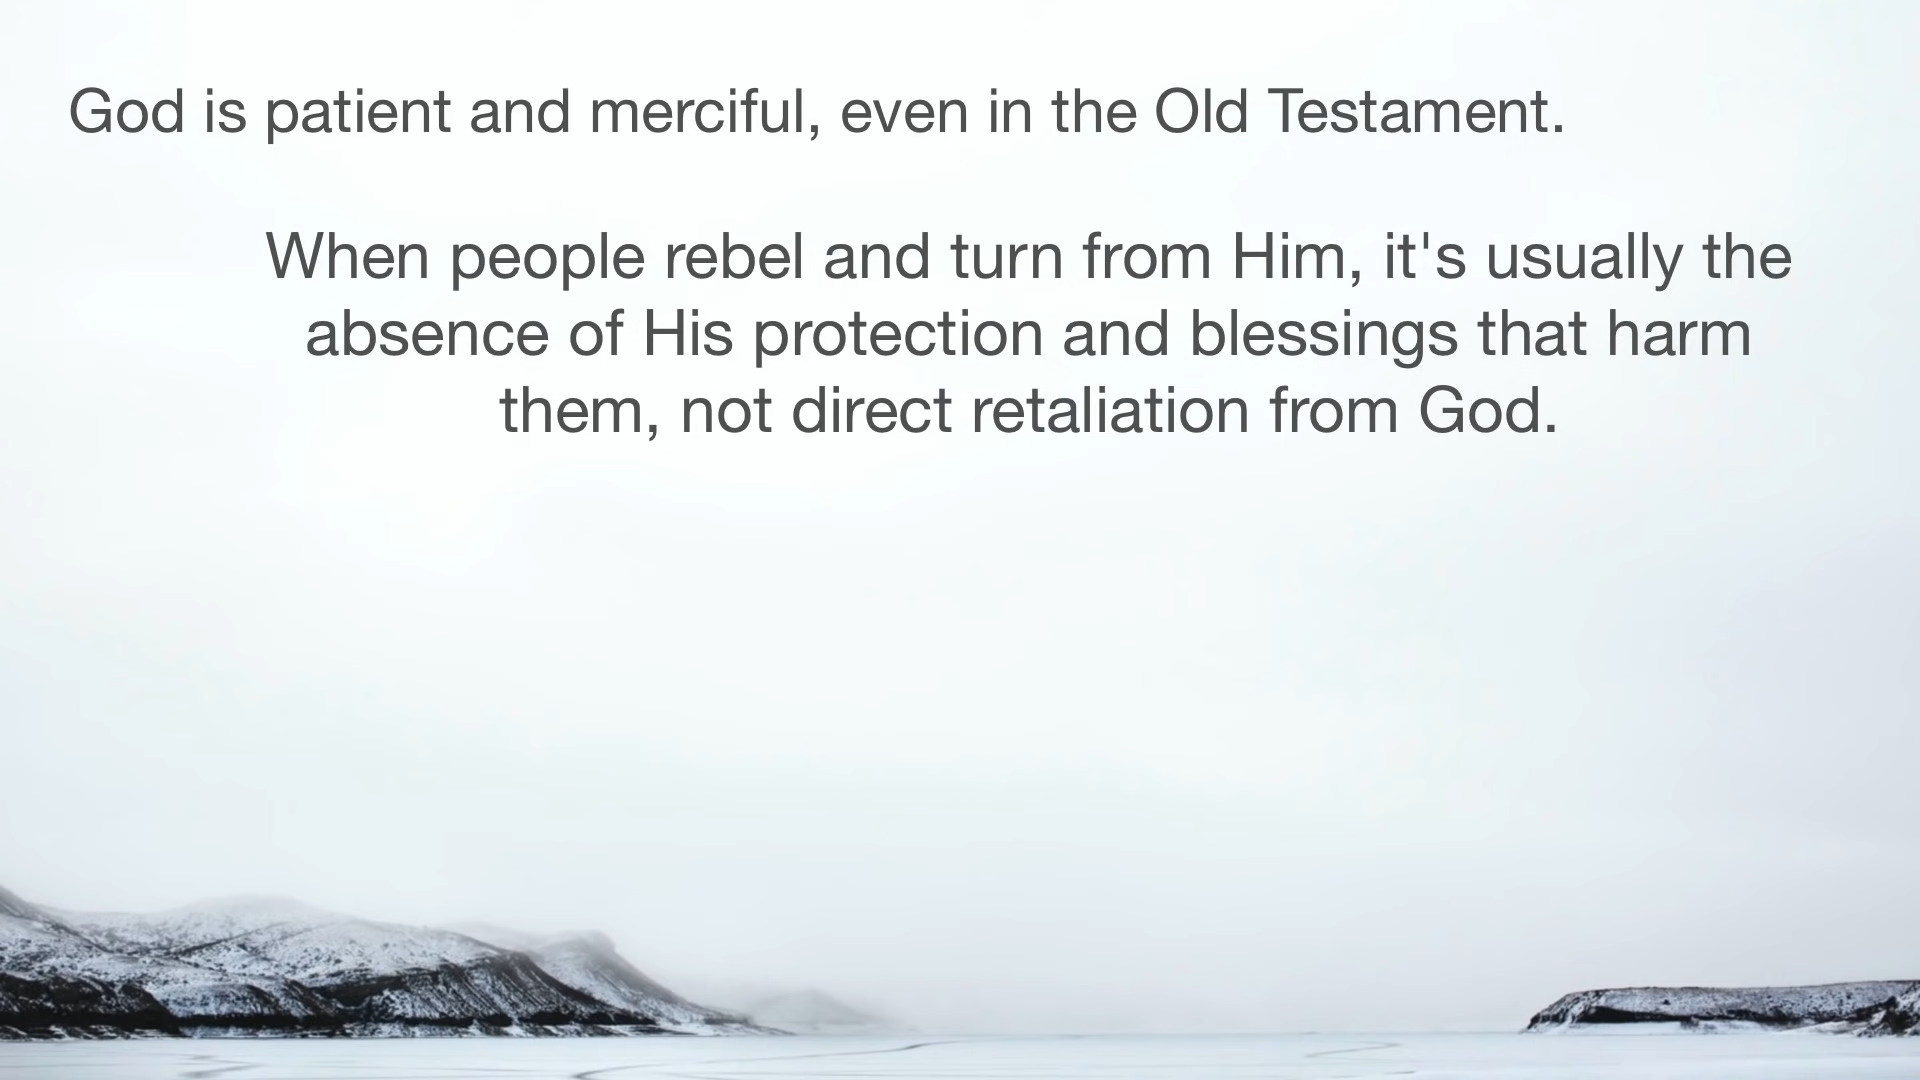 God is patient and merciful, even in the Old Testament.
When people rebel and turn from Him, it's usually the
absence of His protection and blessings that harm
them, not direct retaliation from God.